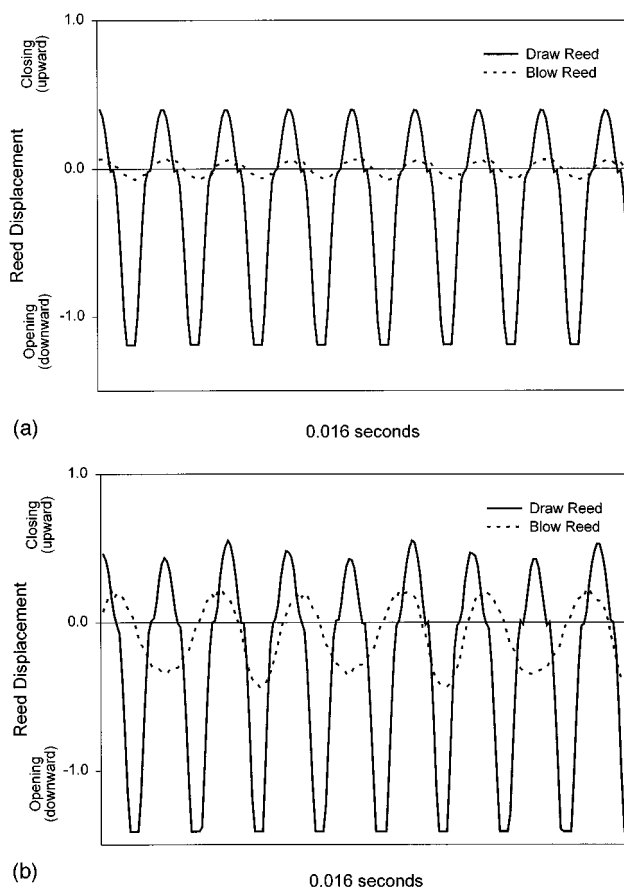 1.0
Closing
(upward)
Draw Reed
Blow Reed
0.0
Reed Displacement
-1.0
Opening
(downward)
(a)
0.016 seconds
1.0
Closing
(upward)
Draw Reed
Blow Reed
0.0
Reed Displacement
-1.0
Opening
(downward)
(b)
0.016 seconds